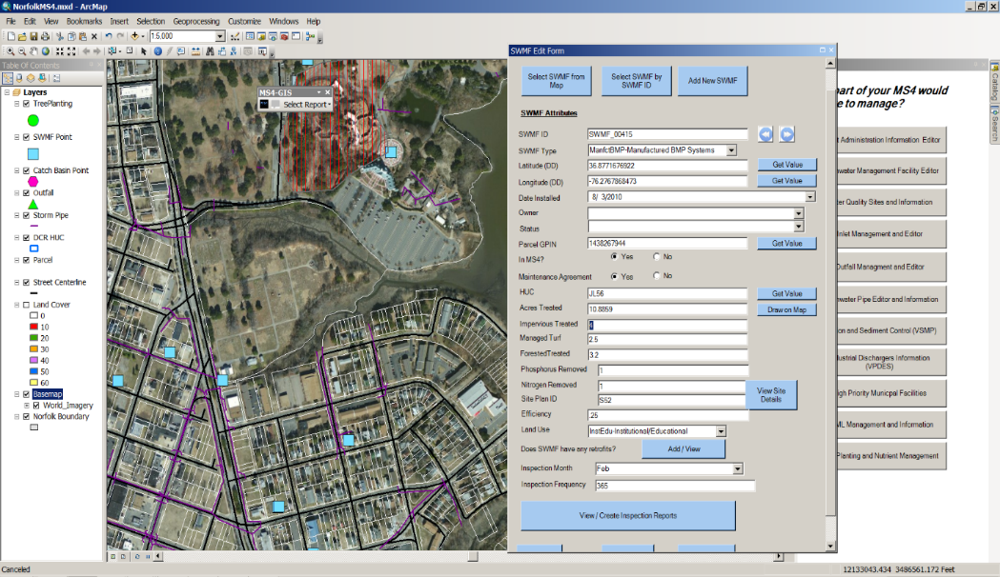 NorfolkMS4.mxd - ArcMap
File Edit View Bookmarks Insert Selection Geoprocessing Customize Windows Help
1:5,000
Table Of Contents
Layers
TreePlanting
SWMF Point
Catch Basin Point
Outfall
Storm Pipe
DCR HUC
Parcel
Street Centerline
Land Cover
0
10
20
30
40
50
60
Basemap
World_Imagery
Norfolk Boundary
MS4-GIS
Select Report
SWMF Edit Form
Select SWMF from Map
Select SWMF by SWMF ID
Add New SWMF
SWMF Attributes
SWMF ID SWMF_00415
SWMF Type ManfctBMP-Manufactured BMP Systems
Latitude (DD) 36.8771676922 Get Value
Longitude (DD) -76.2767868473 Get Value
Date Installed 8/ 3/2010
Owner
Status
Parcel GPIN 1438267944 Get Value
In MS4? Yes No
Maintenance Agreement Yes No
HUC JL56 Get Value
Acres Treated 10.8859 Draw on Map
Impervious Treated
Managed Turf 2.5
ForestedTreated 3.2
Phosphorus Removed 1
Nitrogen Removed 1
Site Plan ID S52
View Site Details
Efficiency .25
Land Use InstEdu-Institutional/Educational
Does SWMF have any retrofits? Add / View
Inspection Month Feb
Inspection Frequency 365
View / Create Inspection Reports
part of your MS4 would
e to manage?
t Administration Information Editor
water Management Facility Editor
ter Quality Sites and Information
Inlet Management and Editor
Outfall Managment and Editor
water Pipe Editor and Information
on and Sediment Control (VSMP)
ustrial Dischargers Information
(VPDES)
igh Priority Municpal Facilities
ML Management and Information
Planting and Nutrient Management
Catalog
Search
Canceled
12133043.434 3486561.172 Feet